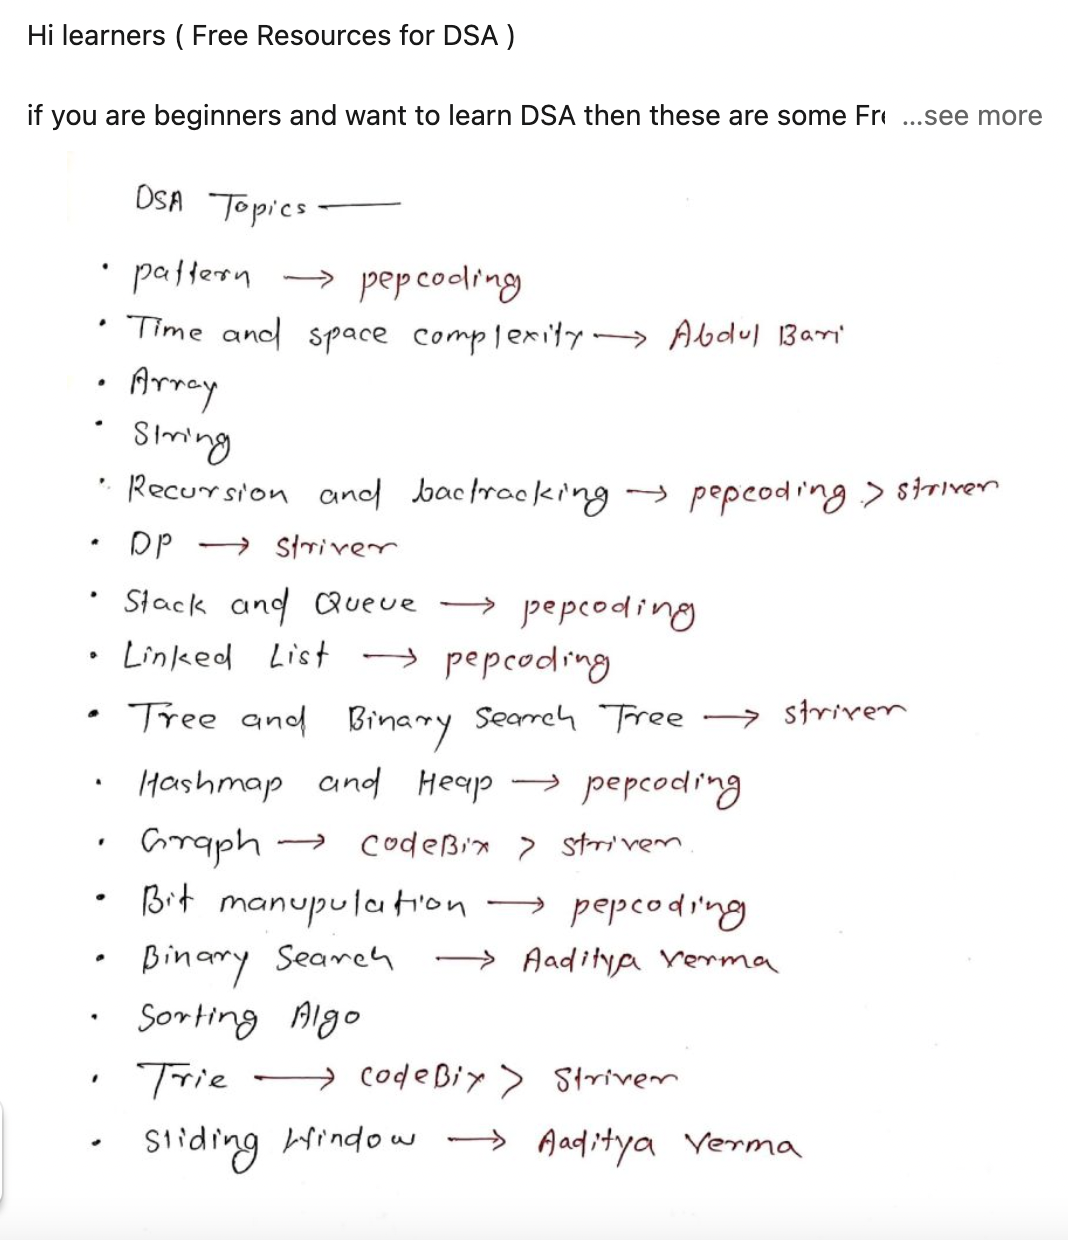 Hi learners ( Free Resources for DSA )
if you are beginners and want to learn DSA then these are some Fre ...see more
DSA Topics —
• pattern → pepcoding
• Time and space complexity → Abdul Bari
• Array
• String
• Recursion and bactracking → pepcoding > striver
• DP → striver
• Stack and Queue → pepcoding
• Linked List → pepcoding
• Tree and Binary Search Tree → striver
• Hashmap and Heap → pepcoding
• Graph → codeBix > striver
• Bit manupulation → pepcoding
• Binary Search → Aaditya verma
• Sorting Algo
• Trie → codeBix > Striver
• Sliding Window → Aaditya Verma